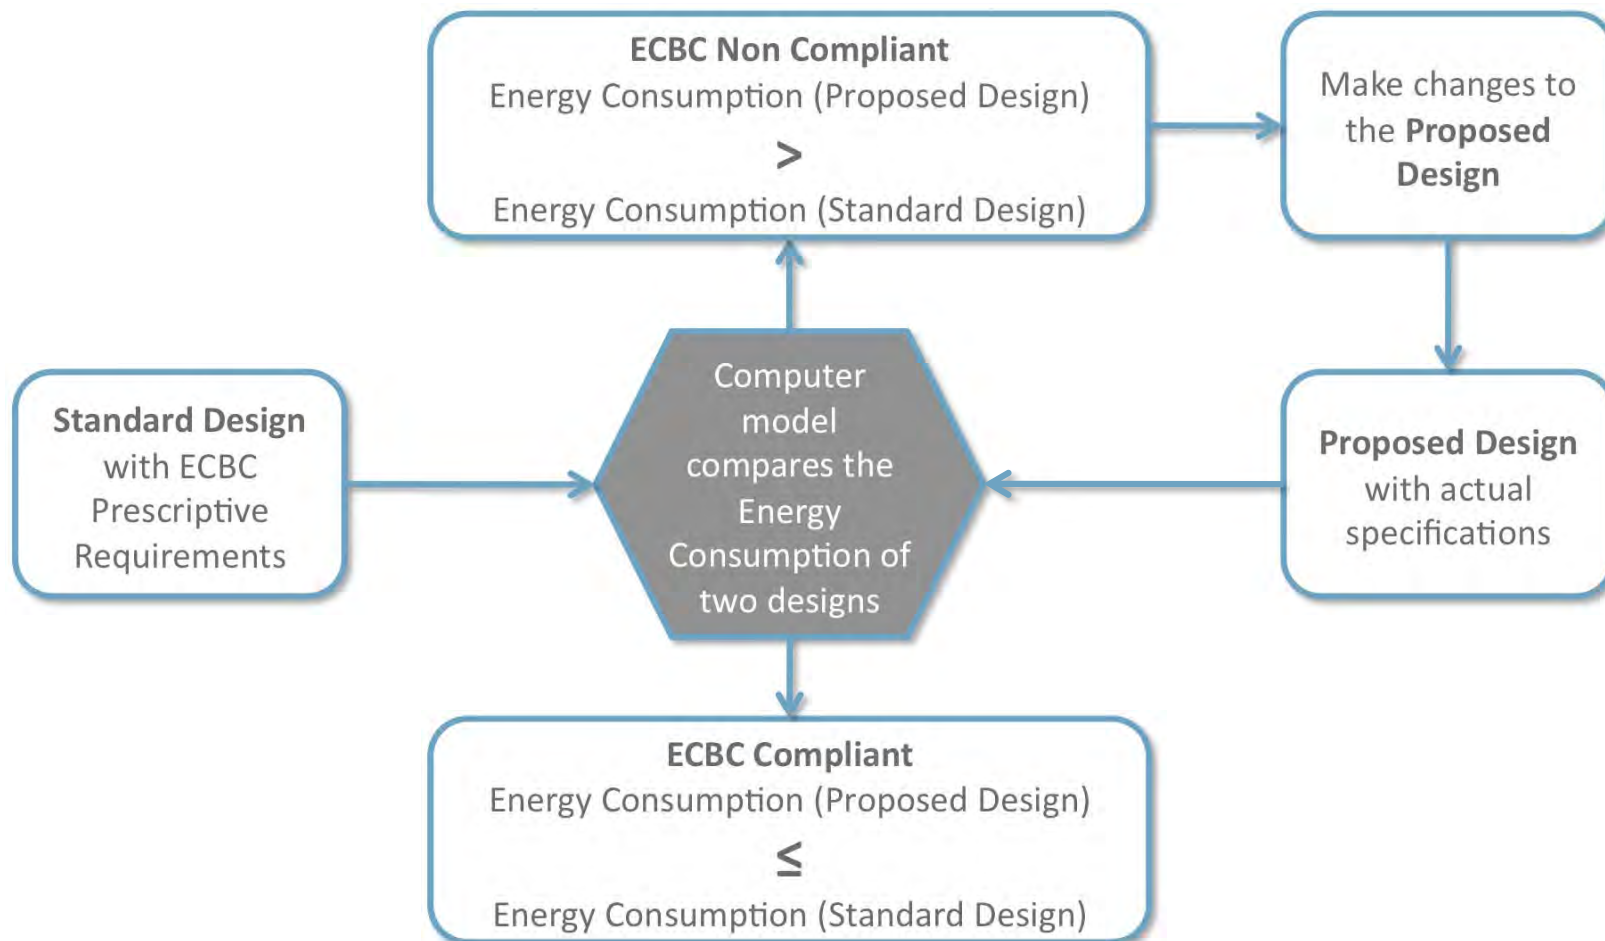 ECBC Non Compliant
Energy Consumption (Proposed Design)
>
Energy Consumption (Standard Design)
Make changes to
the Proposed
Design
Standard Design
with ECBC
Prescriptive
Requirements
Computer
model
compares the
Energy
Consumption of
two designs
Proposed Design
with actual
specifications
ECBC Compliant
Energy Consumption (Proposed Design)
≤
Energy Consumption (Standard Design)